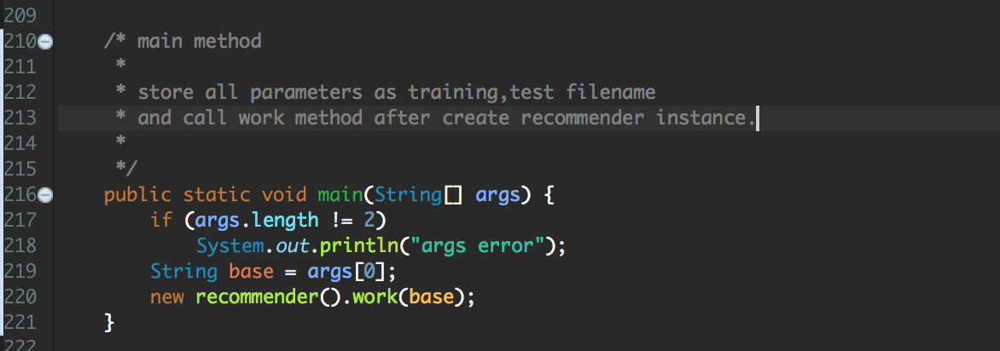 209
210 /* main method
211 *
212 * store all parameters as training,test filename
213 * and call work method after create recommender instance.
214 *
215 */
216 public static void main(String[] args) {
217 if (args.length != 2)
218 System.out.println("args error");
219 String base = args[0];
220 new recommender().work(base);
221 }
222